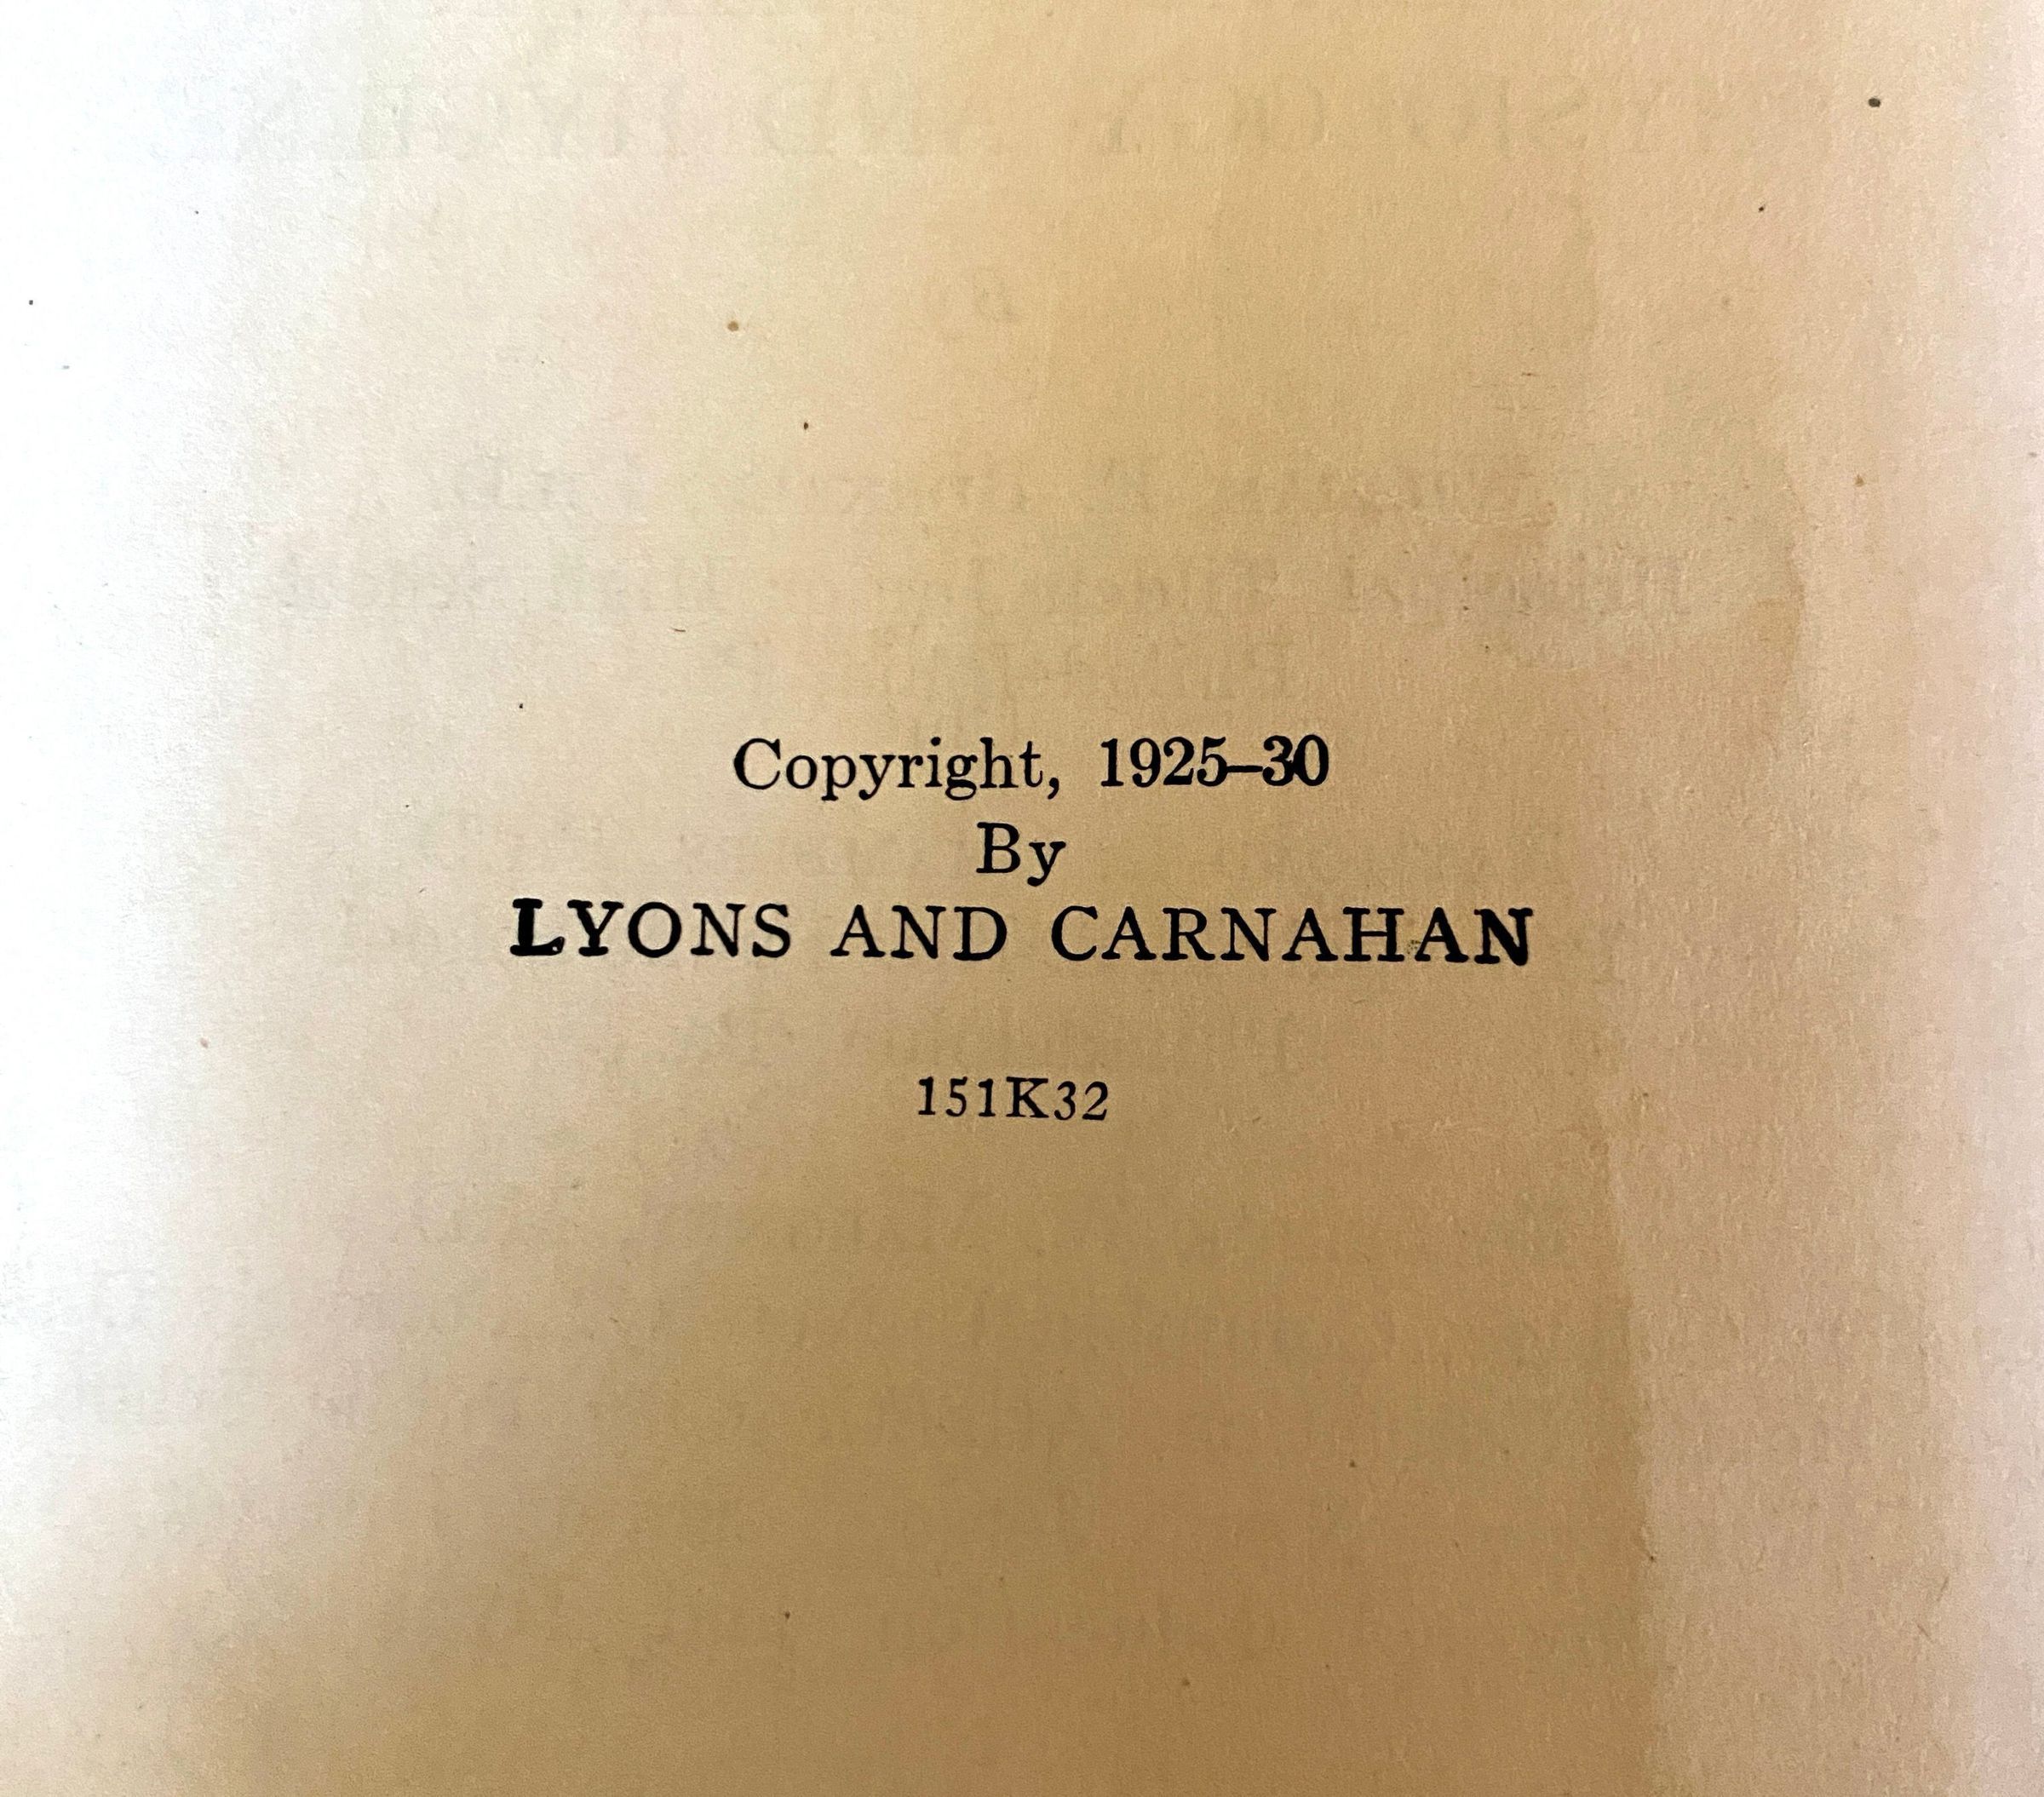 Copyright, 1925–30
By
LYONS AND CARNAHAN
151K32